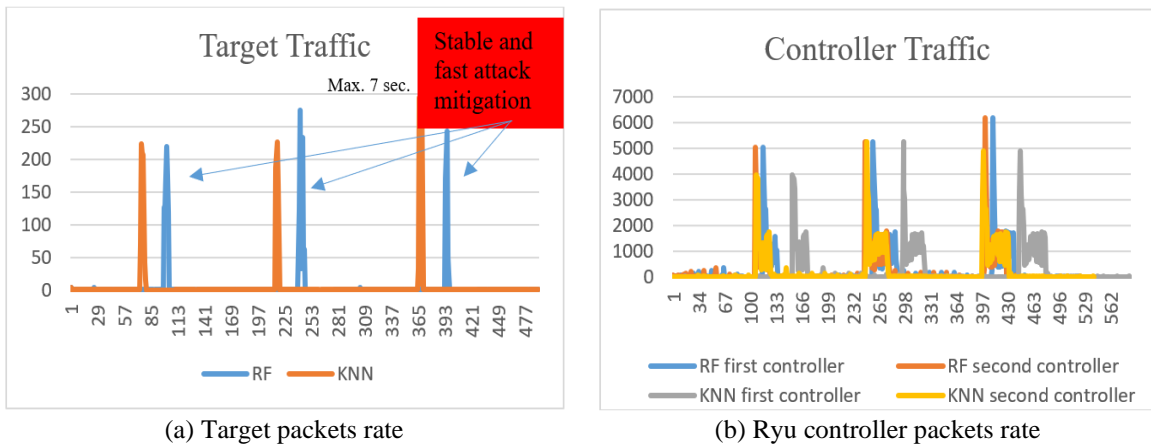 Target Traffic
Max. 7 sec.
Stable and
fast attack
mitigation
300
250
200
150
100
50
0
1 29 57 85 113 141 169 197 225 253 281 309 337 365 393 421 449 477
RF KNN
(a) Target packets rate
Controller Traffic
7000
6000
5000
4000
3000
2000
1000
0
1 34 67 100 133 166 199 232 265 298 331 364 397 430 463 496 529 562
RF first controller RF second controller
KNN first controller KNN second controller
(b) Ryu controller packets rate